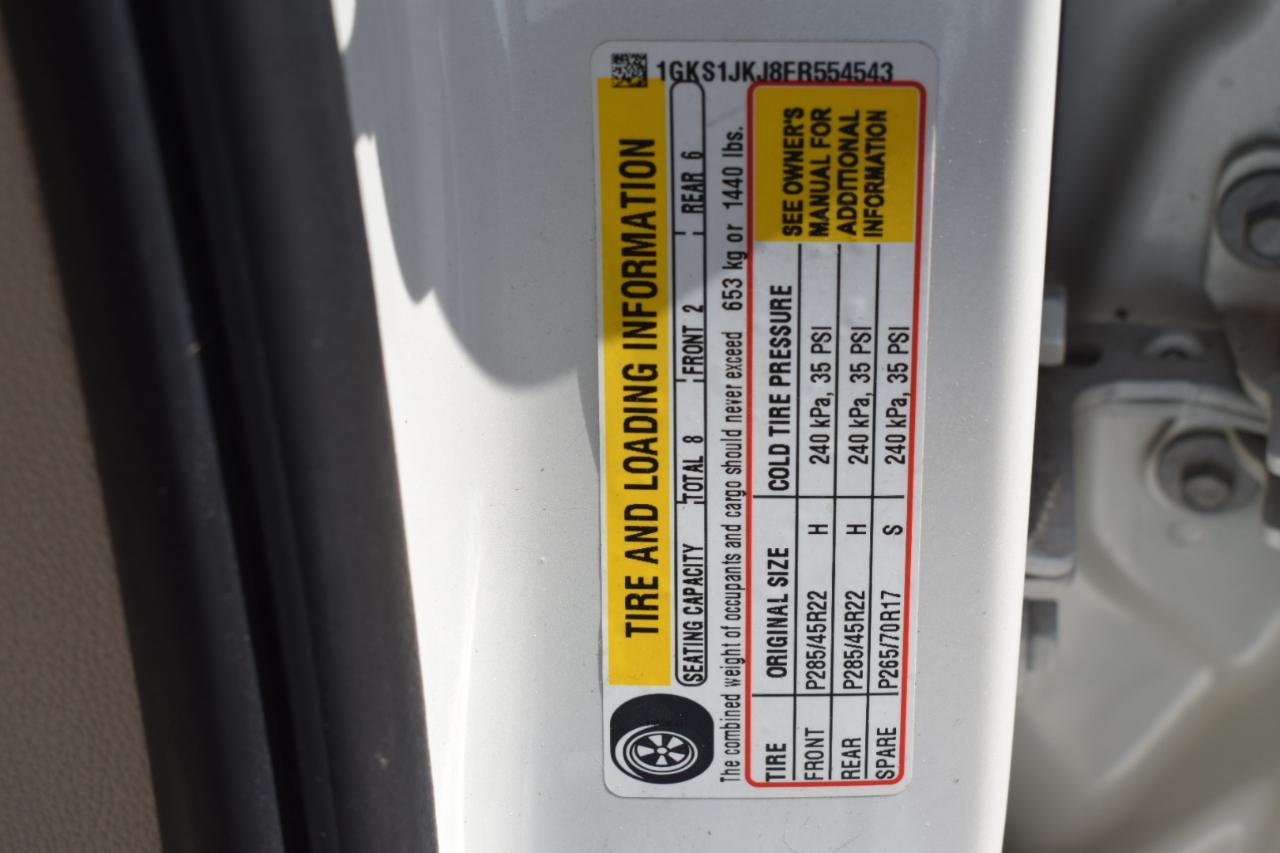 1GKS1JKJ8FR554543
TIRE AND LOADING INFORMATION
SEATING CAPACITY TOTAL 8 FRONT 2 REAR 6
The combined weight of occupants and cargo should never exceed 653 kg or 1440 lbs.
TIRE ORIGINAL SIZE COLD TIRE PRESSURE
FRONT P285/45R22 H 240 kPa, 35 PSI
REAR P285/45R22 H 240 kPa, 35 PSI
SPARE P265/70R17 S 240 kPa, 35 PSI
SEE OWNER'S
MANUAL FOR
ADDITIONAL
INFORMATION